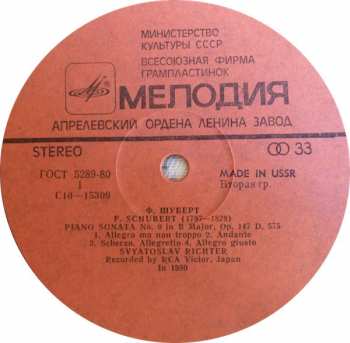 МИНИСТЕРСТВО
КУЛЬТУРЫ СССР
ВСЕСОЮЗНАЯ ФИРМА
ГРАМПЛАСТИНОК
МЕЛОДИЯ
АПРЕЛЕВСКИЙ ОРДЕНА ЛЕНИНА ЗАВОД
STEREO 33
ГОСТ 5289-80 MADE IN USSR
1 Вторая гр.
С10—15309
Ф. ШУБЕРТ
F. SCHUBERT (1797—1828)
PIANO SONATA No. 9 in B Major, Op. 147 D. 575
1. Allegro ma non troppo 2. Andante
3. Scherzo. Allegretto 4. Allegro giusto
SVYATOSLAV RICHTER
Recorded by RCA Victor, Japan
In 1980